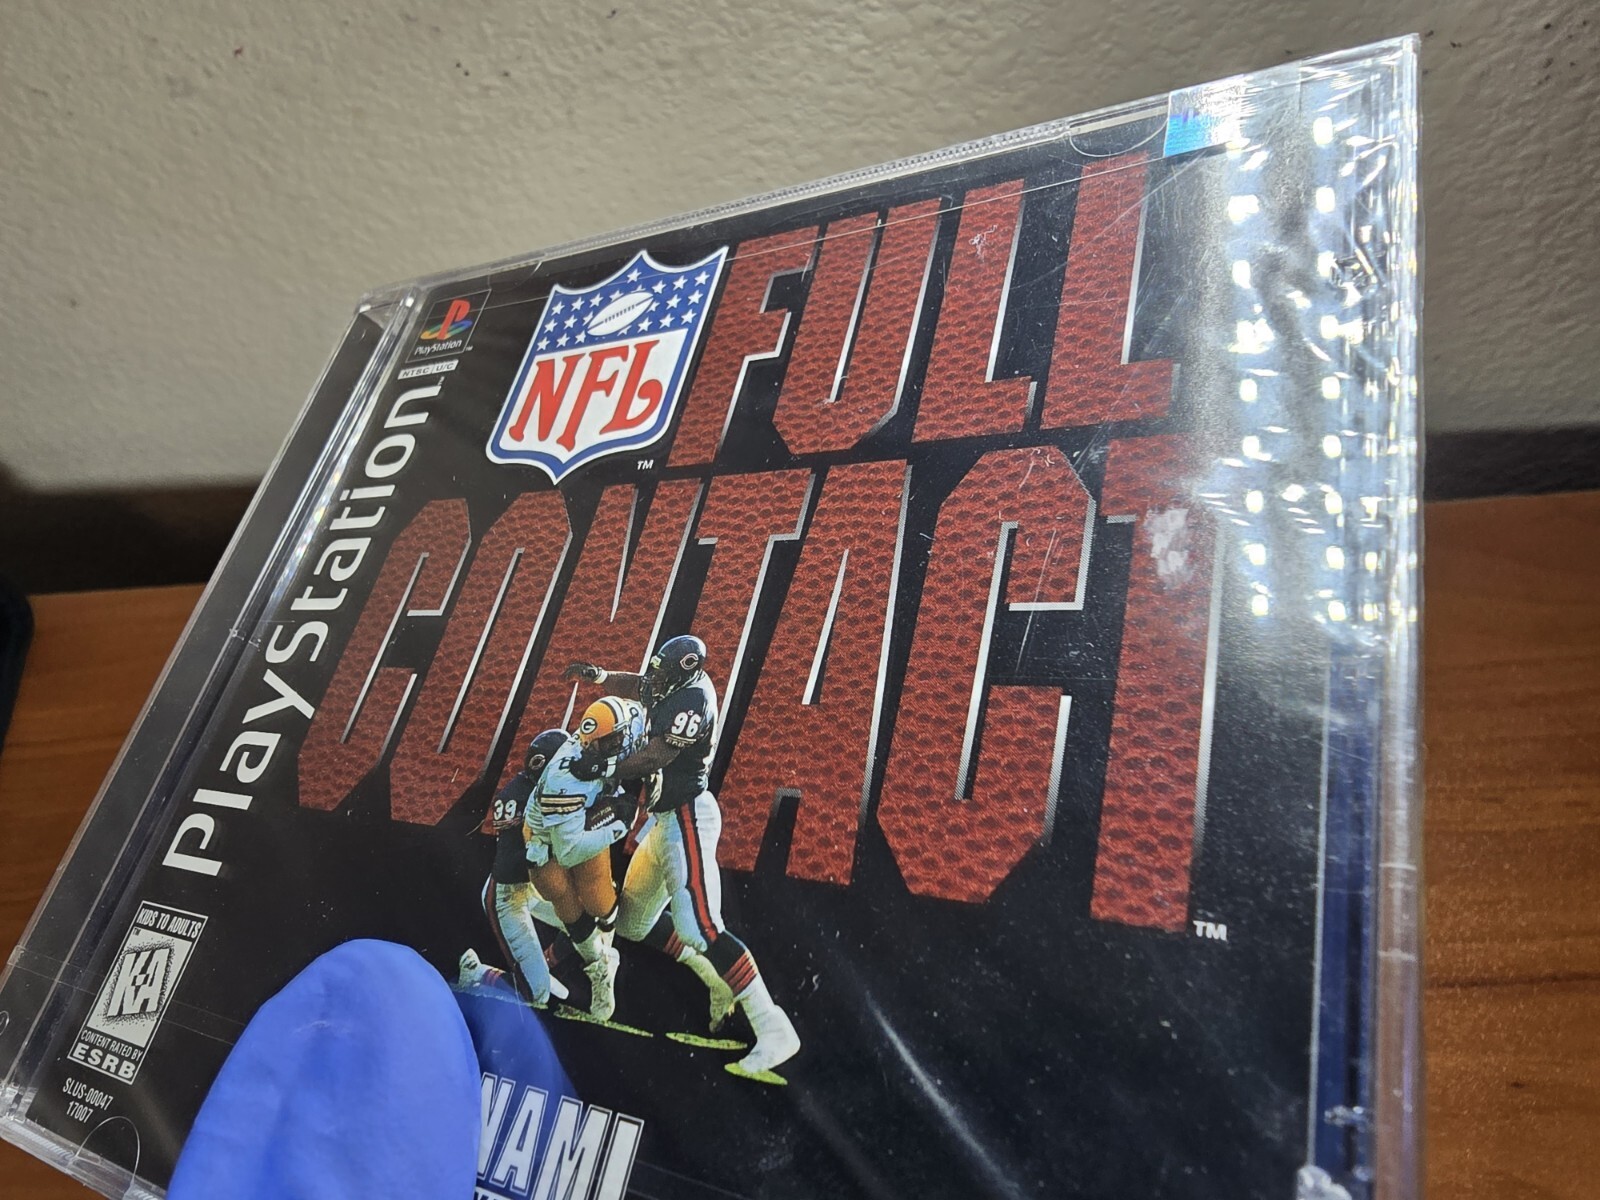 PlayStation
NTSC U/C
PlayStation
NFL
TM
FULL
CONTACT
TM
96
39
G
C
KIDS TO ADULTS
K-A
CONTENT RATED BY
ESRB
SLUS-00047
17007
NAMI